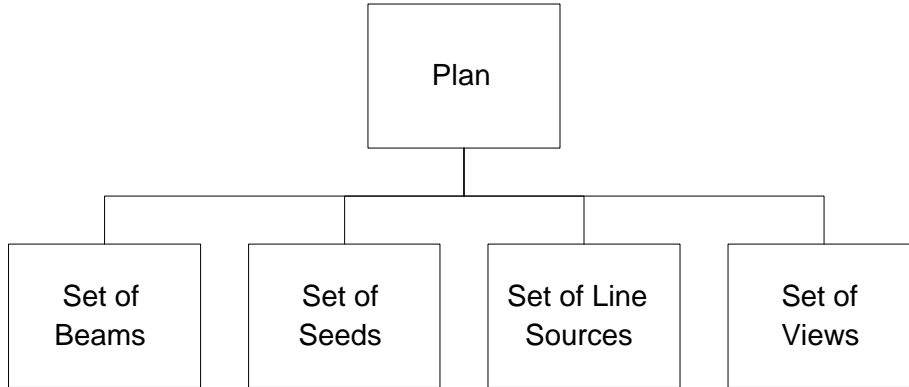 Plan
Set of
Beams
Set of
Seeds
Set of Line
Sources
Set of
Views